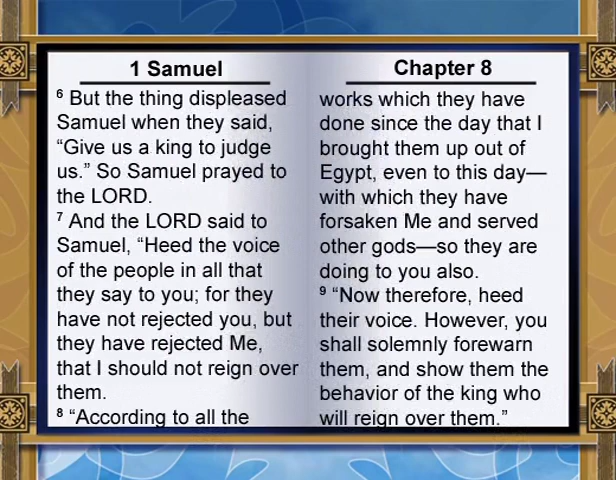 1 Samuel
⁶ But the thing displeased
Samuel when they said,
“Give us a king to judge
us.” So Samuel prayed to
the LORD.
⁷ And the LORD said to
Samuel, “Heed the voice
of the people in all that
they say to you; for they
have not rejected you, but
they have rejected Me,
that I should not reign over
them.
⁸ “According to all the
Chapter 8
works which they have
done since the day that I
brought them up out of
Egypt, even to this day—
with which they have
forsaken Me and served
other gods—so they are
doing to you also.
⁹ “Now therefore, heed
their voice. However, you
shall solemnly forewarn
them, and show them the
behavior of the king who
will reign over them.”